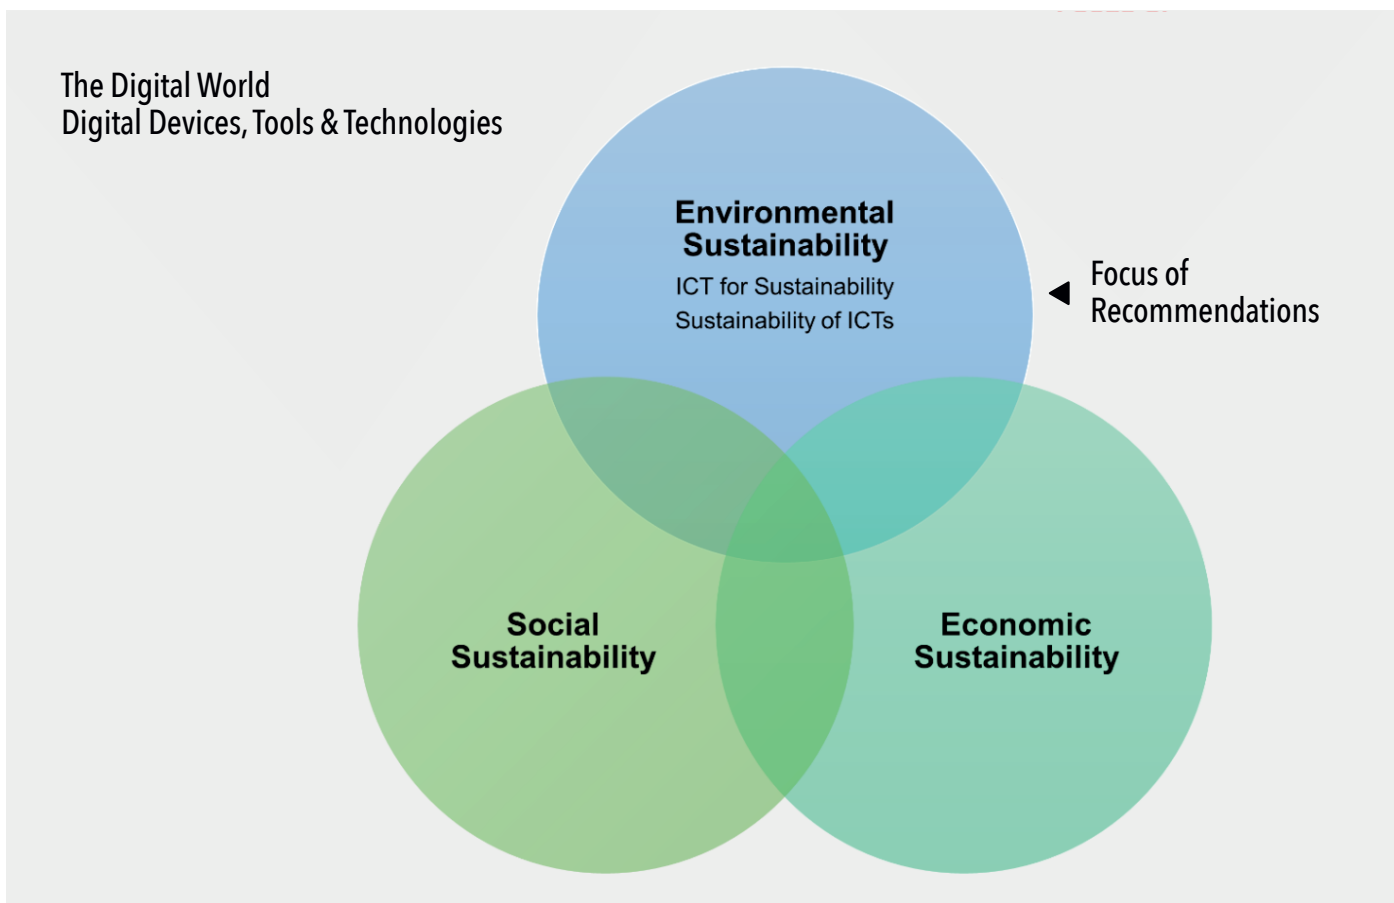 The Digital World
Digital Devices, Tools & Technologies
Environmental
Sustainability
ICT for Sustainability
Sustainability of ICTs
Focus of
Recommendations
Social
Sustainability
Economic
Sustainability